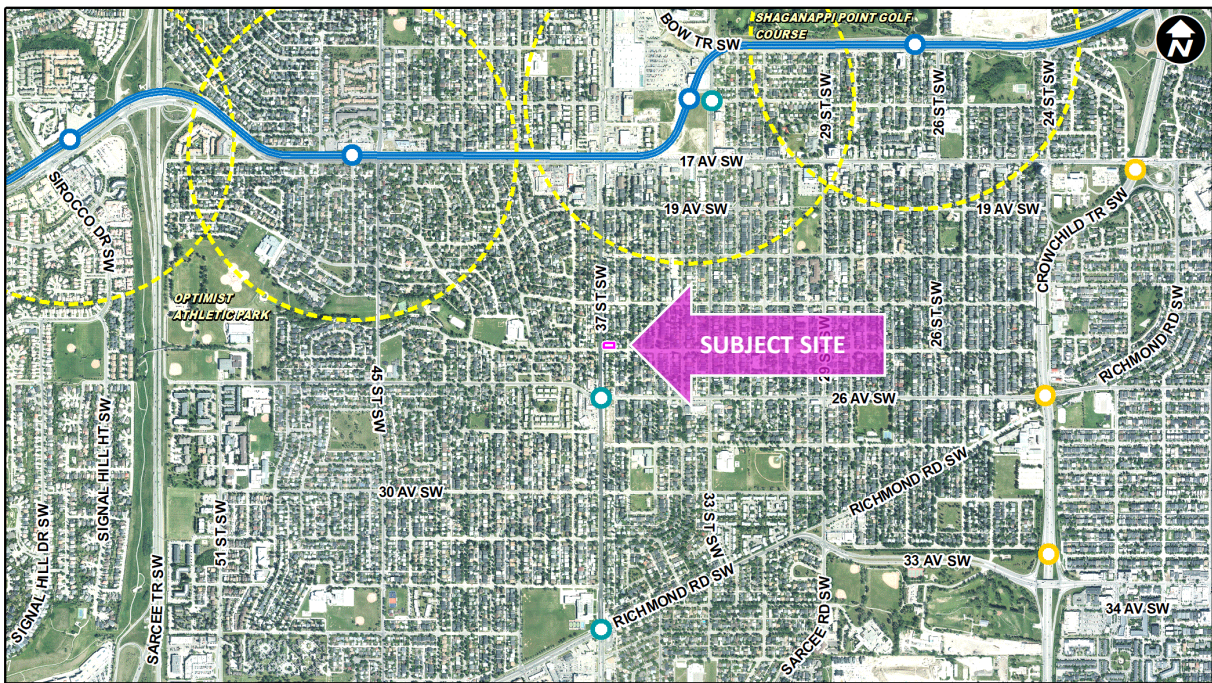 SHAGANAPPI POINT GOLF
COURSE
BOW TR SW
N
29 ST SW
26 ST SW
24 ST SW
17 AV SW
SIROCCO DR SW
19 AV SW
19 AV SW
CROWCHILD TR SW
OPTIMIST
ATHLETIC PARK
37 ST SW
SUBJECT SITE
29 ST SW
26 ST SW
RICHMOND RD SW
45 ST SW
26 AV SW
SIGNAL HILL HT SW
30 AV SW
RICHMOND RD SW
SIGNAL HILL DR SW
51 ST SW
33 ST SW
SARCEE TR SW
33 AV SW
RICHMOND RD SW
SARCEE RD SW
34 AV SW